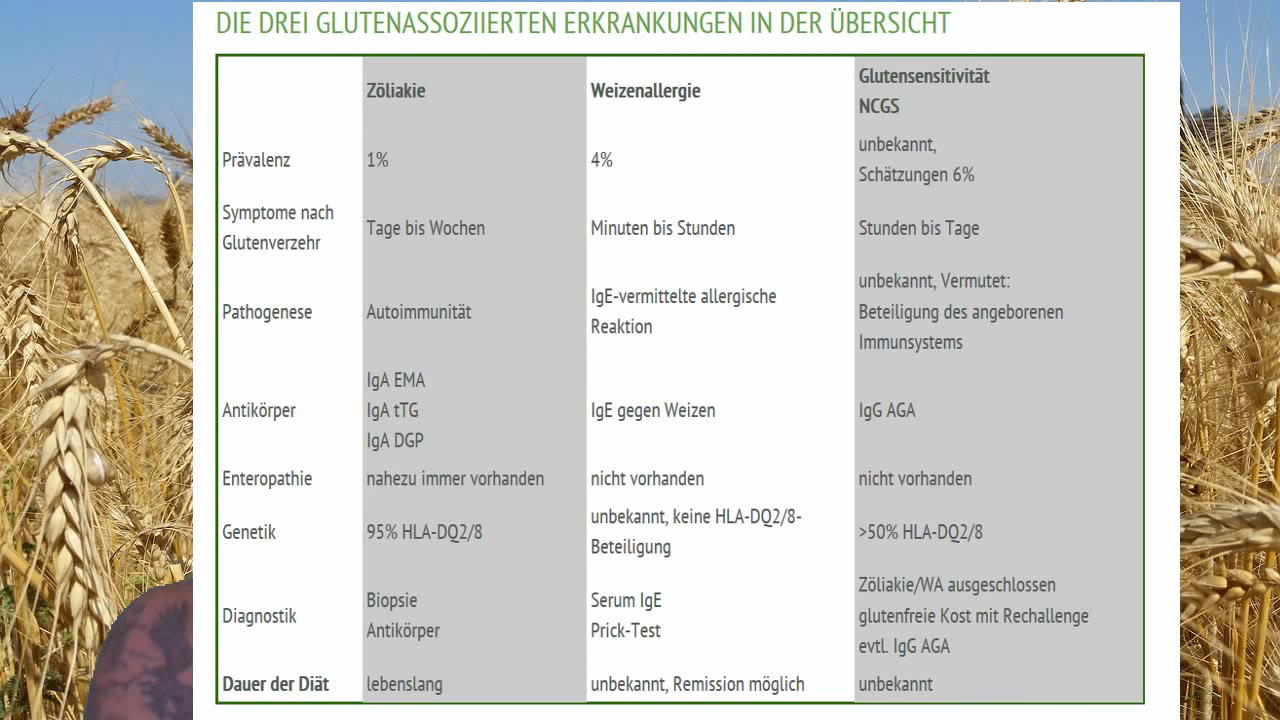 DIE DREI GLUTENASSOZIIERTEN ERKRANKUNGEN IN DER ÜBERSICHT
Zöliakie
Weizenallergie
Glutensensitivität
NCGS
Prävalenz
1%
4%
unbekannt,
Schätzungen 6%
Symptome nach
Glutenverzehr
Tage bis Wochen
Minuten bis Stunden
Stunden bis Tage
Pathogenese
Autoimmunität
IgE-vermittelte allergische
Reaktion
unbekannt, Vermutet:
Beteiligung des angeborenen
Immunsystems
Antikörper
IgA EMA
IgA tTG
IgA DGP
IgE gegen Weizen
IgG AGA
Enteropathie
nahezu immer vorhanden
nicht vorhanden
nicht vorhanden
Genetik
95% HLA-DQ2/8
unbekannt, keine HLA-DQ2/8-
Beteiligung
>50% HLA-DQ2/8
Diagnostik
Biopsie
Antikörper
Serum IgE
Prick-Test
Zöliakie/WA ausgeschlossen
glutenfreie Kost mit Rechallenge
evtl. IgG AGA
Dauer der Diät
lebenslang
unbekannt, Remission möglich
unbekannt